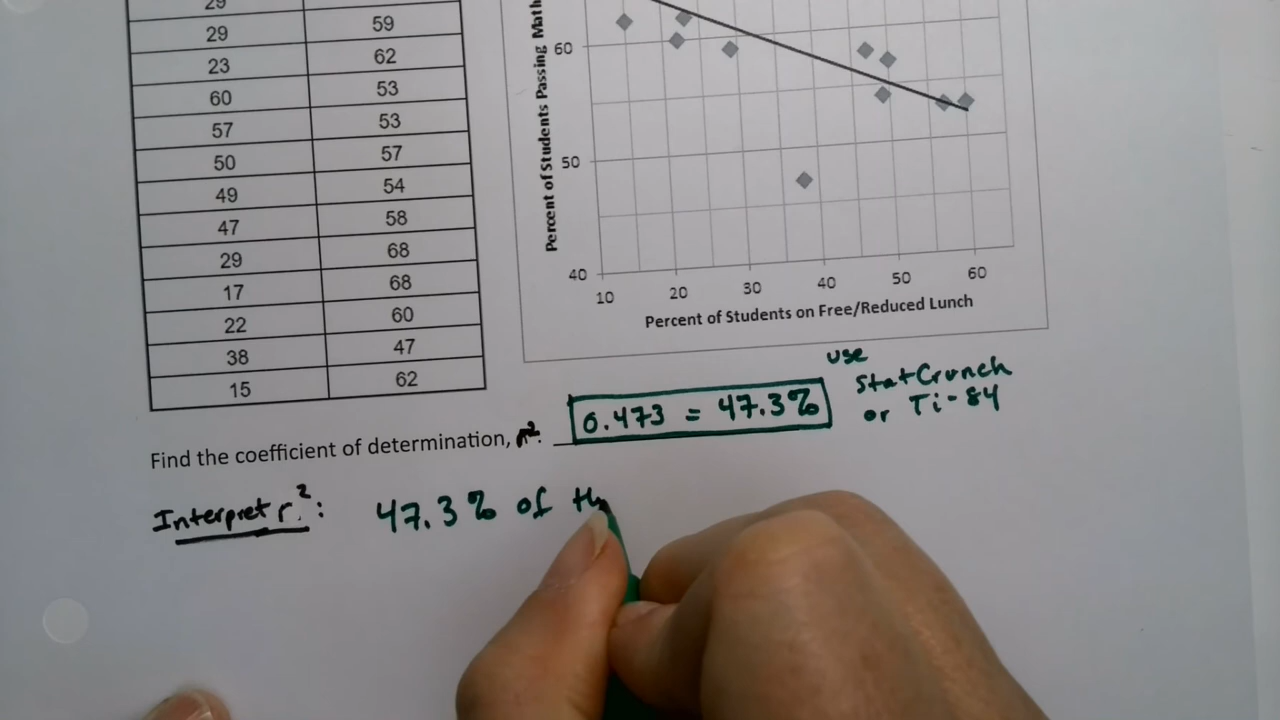 29
29 59
23 62
60 53
57 53
50 57
49 54
47 58
29 68
17 68
22 60
38 47
15 62
Percent of Students Passing Math
60
50
40
10 20 30 40 50 60
Percent of Students on Free/Reduced Lunch
use
StatCrunch
or Ti-84
Find the coefficient of determination, r². 0.473 = 47.3%
Interpret r²: 47.3% of th